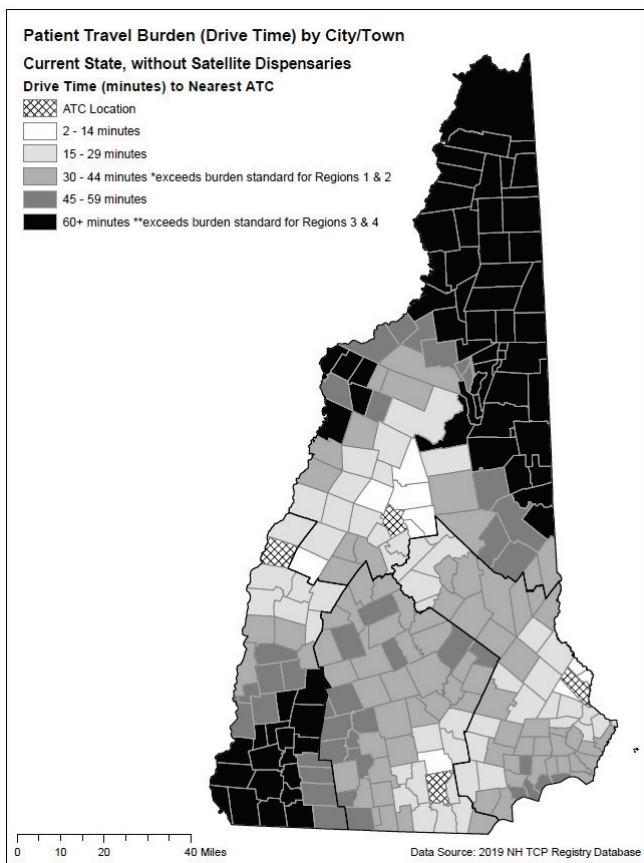 Patient Travel Burden (Drive Time) by City/Town
Current State, without Satellite Dispensaries
Drive Time (minutes) to Nearest ATC
ATC Location
2 - 14 minutes
15 - 29 minutes
30 - 44 minutes *exceeds burden standard for Regions 1 & 2
45 - 59 minutes
60+ minutes **exceeds burden standard for Regions 3 & 4
0 10 20 40 Miles
Data Source: 2019 NH TCP Registry Database